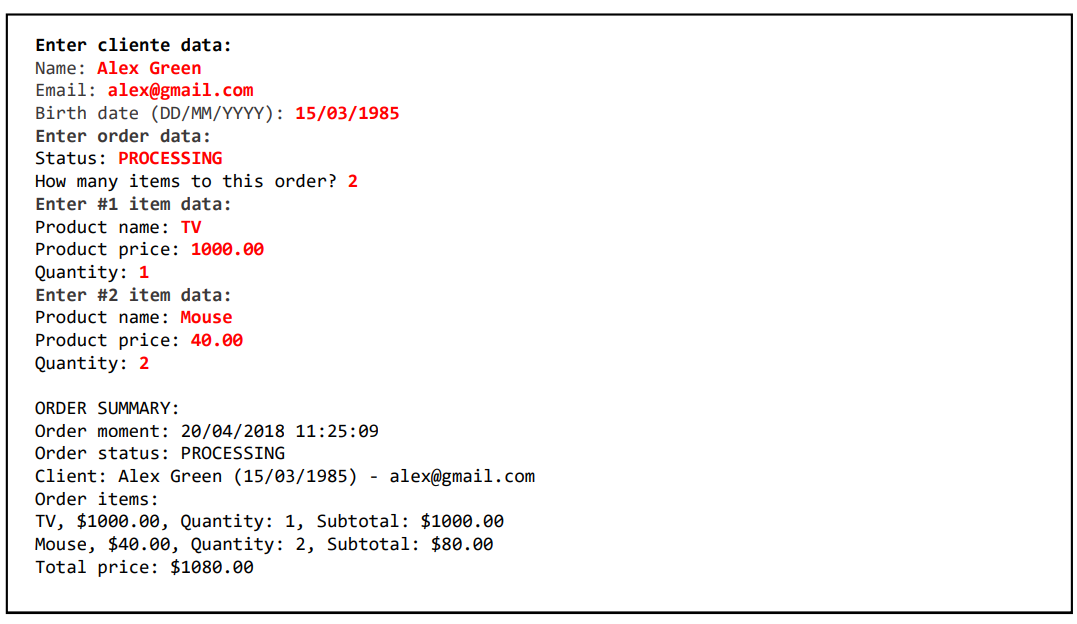 Enter cliente data:
Name: Alex Green
Email: alex@gmail.com
Birth date (DD/MM/YYYY): 15/03/1985
Enter order data:
Status: PROCESSING
How many items to this order? 2
Enter #1 item data:
Product name: TV
Product price: 1000.00
Quantity: 1
Enter #2 item data:
Product name: Mouse
Product price: 40.00
Quantity: 2
ORDER SUMMARY:
Order moment: 20/04/2018 11:25:09
Order status: PROCESSING
Client: Alex Green (15/03/1985) - alex@gmail.com
Order items:
TV, $1000.00, Quantity: 1, Subtotal: $1000.00
Mouse, $40.00, Quantity: 2, Subtotal: $80.00
Total price: $1080.00